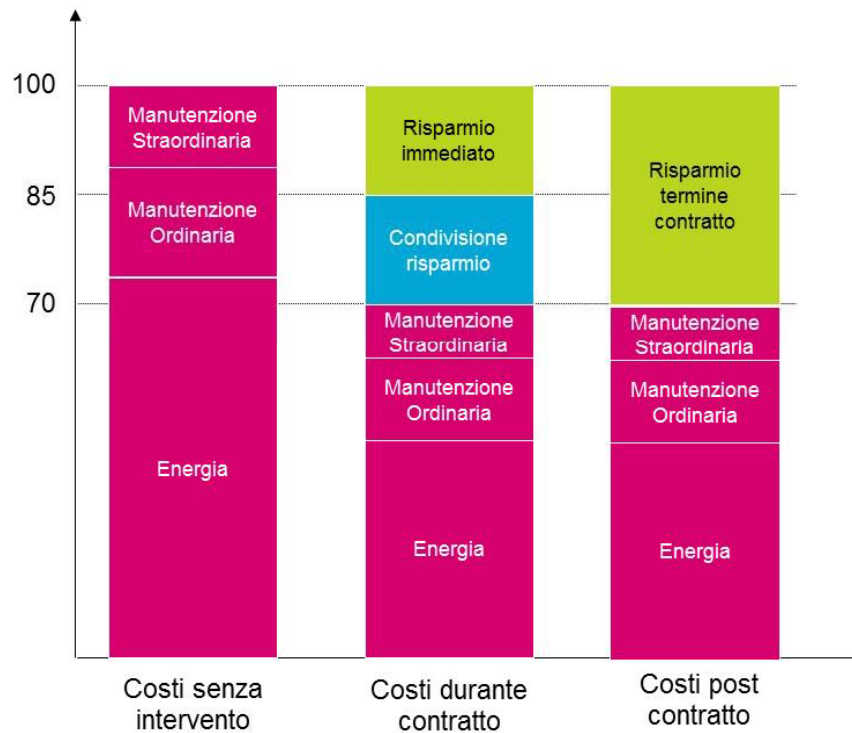 100
85
70
Manutenzione
Straordinaria
Manutenzione
Ordinaria
Energia
Risparmio
immediato
Condivisione
risparmio
Manutenzione
Straordinaria
Manutenzione
Ordinaria
Energia
Risparmio
termine
contratto
Manutenzione
Straordinaria
Manutenzione
Ordinaria
Energia
Costi senza
intervento
Costi durante
contratto
Costi post
contratto